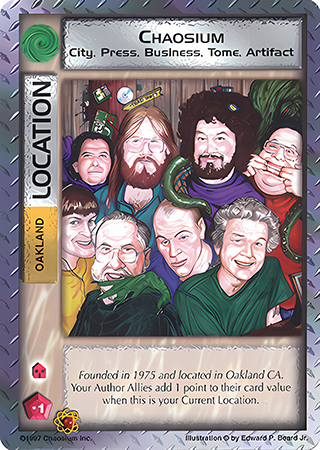 CHAOSIUM
City, Press, Business, Tome, Artifact
LOCATION
OAKLAND
Founded in 1975 and located in Oakland CA.
Your Author Allies add 1 point to their card value
when this is your Current Location.
-1
©1997 Chaosium Inc.
Illustration © by Edward P. Beard Jr.